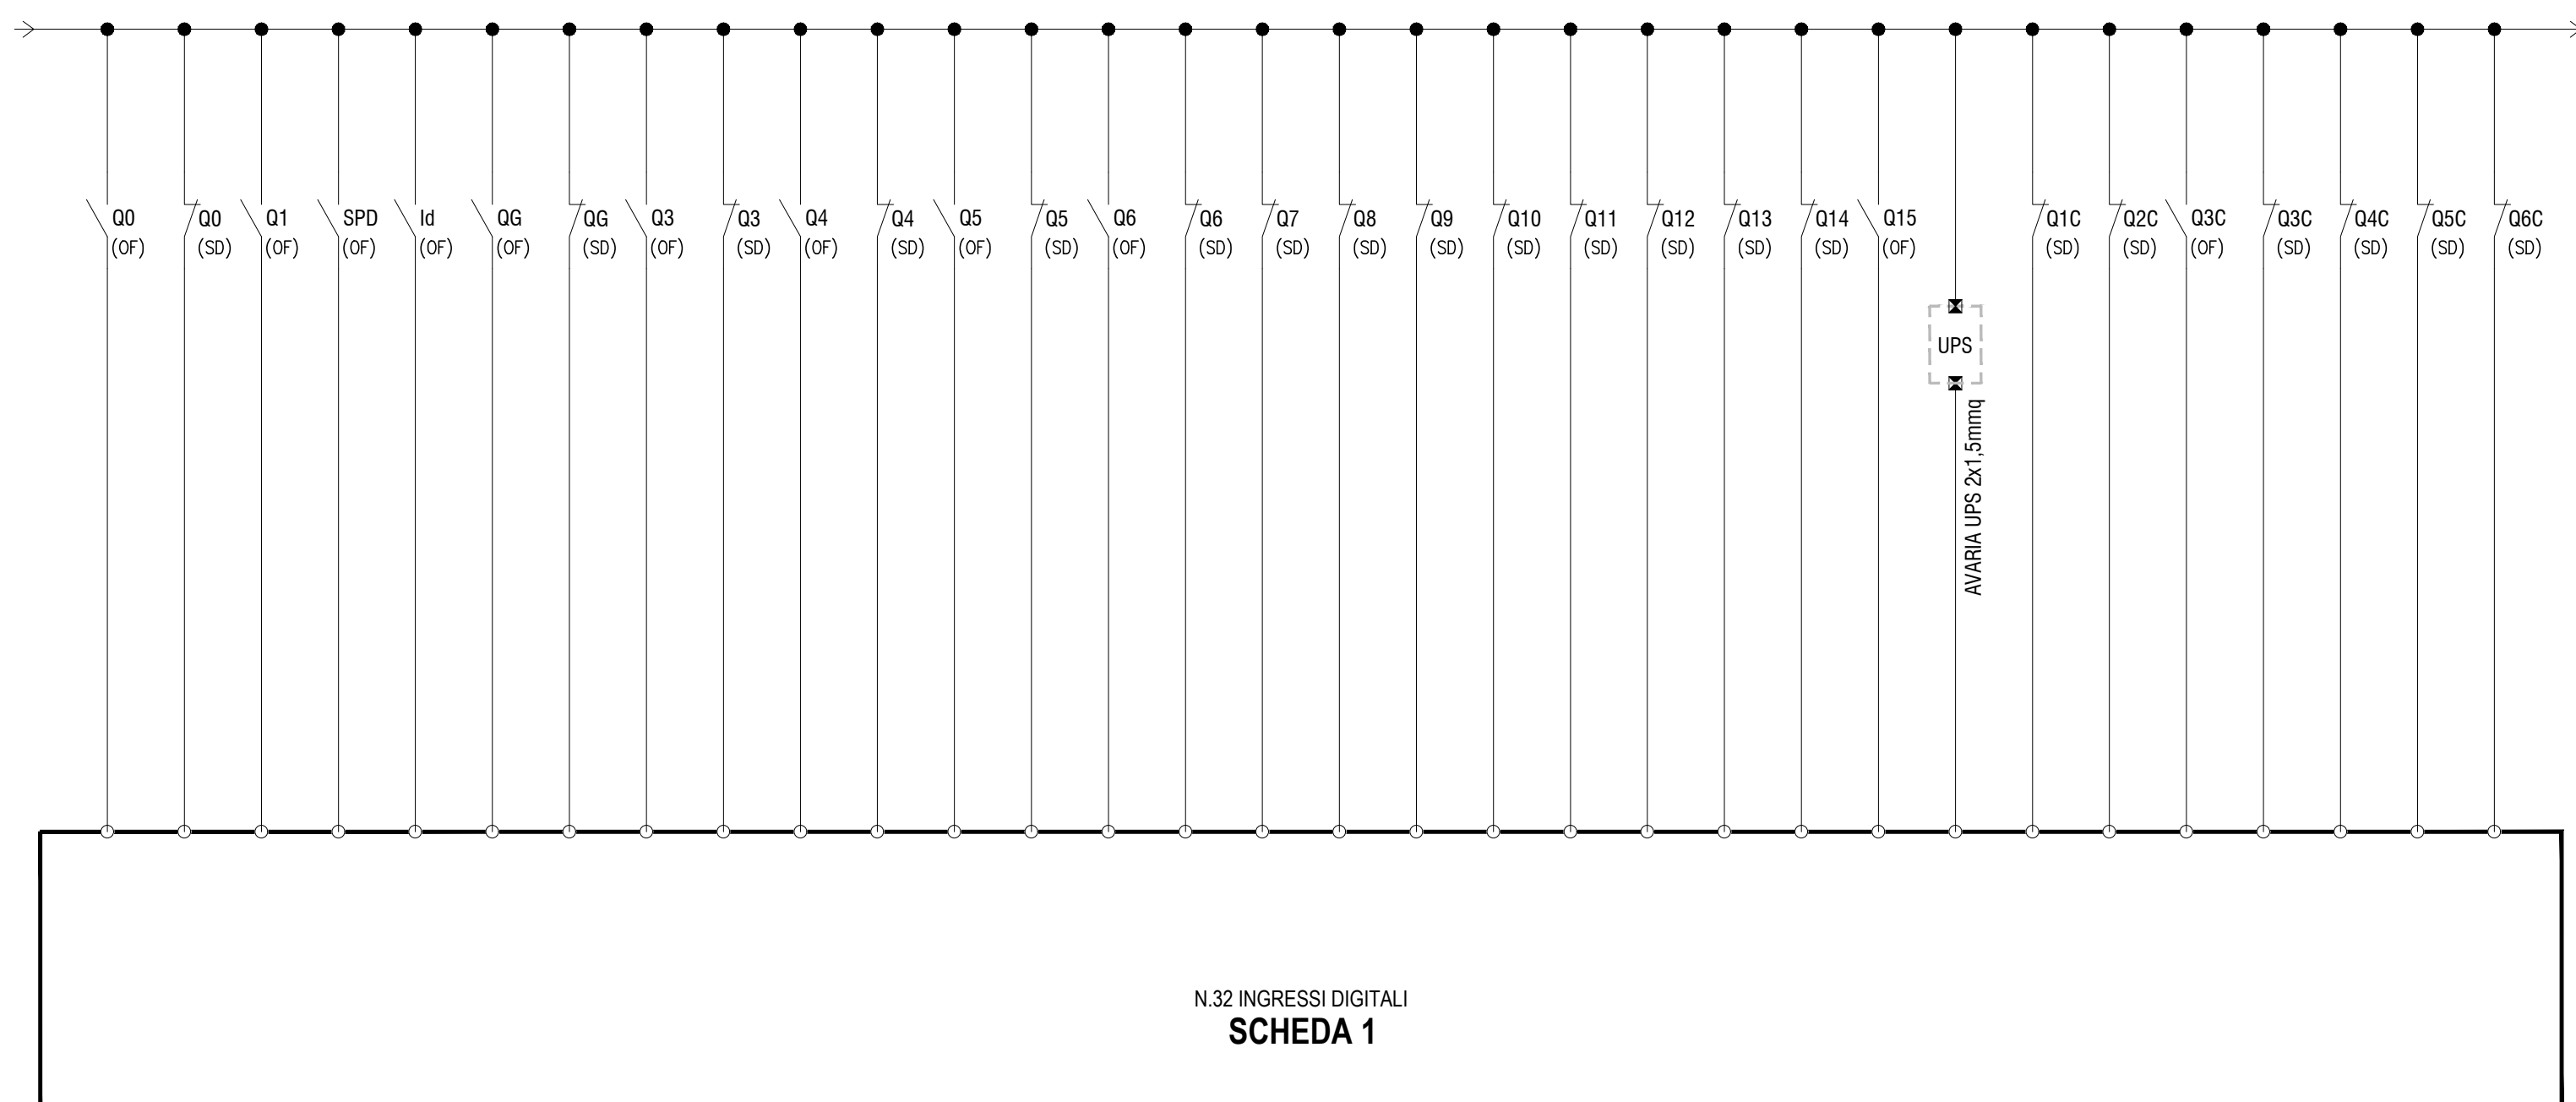 Q0
(OF)
Q0
(SD)
Q1
(OF)
SPD
(OF)
Id
(OF)
QG
(OF)
QG
(SD)
Q3
(OF)
Q3
(SD)
Q4
(OF)
Q4
(SD)
Q5
(OF)
Q5
(SD)
Q6
(OF)
Q6
(SD)
Q7
(SD)
Q8
(SD)
Q9
(SD)
Q10
(SD)
Q11
(SD)
Q12
(SD)
Q13
(SD)
Q14
(SD)
Q15
(OF)
UPS
AVARIA UPS 2x1,5mmq
Q1C
(SD)
Q2C
(SD)
Q3C
(OF)
Q3C
(SD)
Q4C
(SD)
Q5C
(SD)
Q6C
(SD)
N.32 INGRESSI DIGITALI
SCHEDA 1